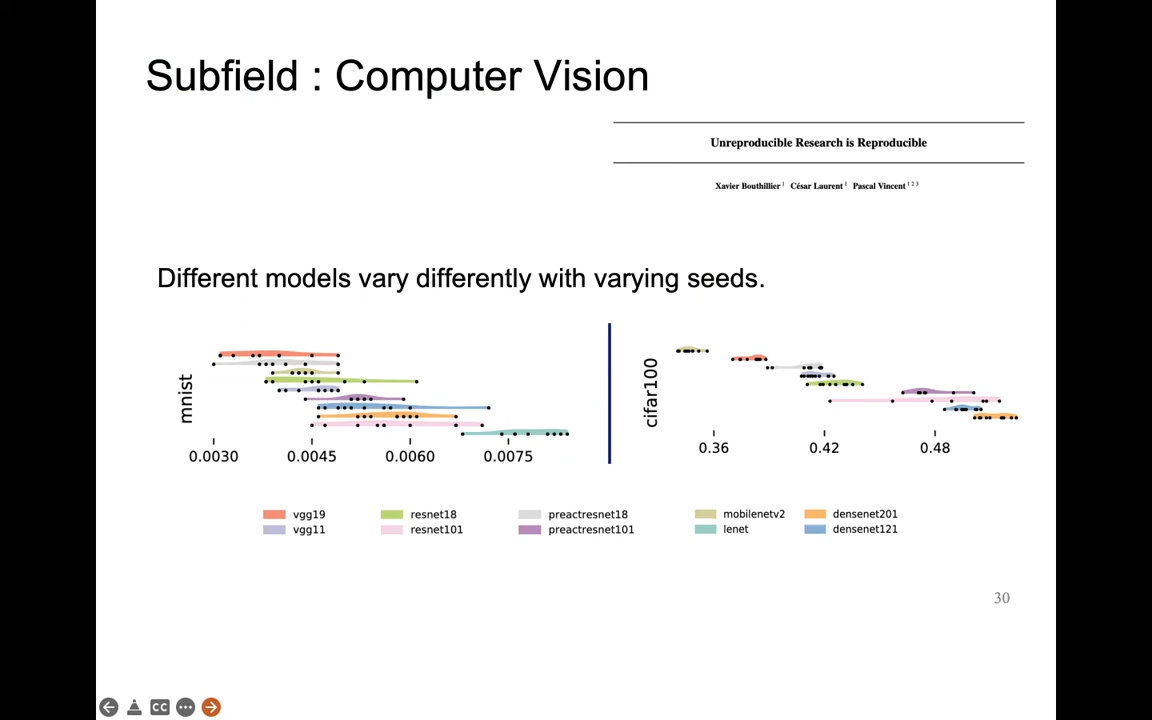 Subfield : Computer Vision
Unreproducible Research is Reproducible
Xavier Bouthillier 1 César Laurent 1 Pascal Vincent 1 2 3
Different models vary differently with varying seeds.
mnist
0.0030 0.0045 0.0060 0.0075
cifar100
0.36 0.42 0.48
vgg19 resnet18 preactresnet18 mobilenetv2 densenet201
vgg11 resnet101 preactresnet101 lenet densenet121
30
CC